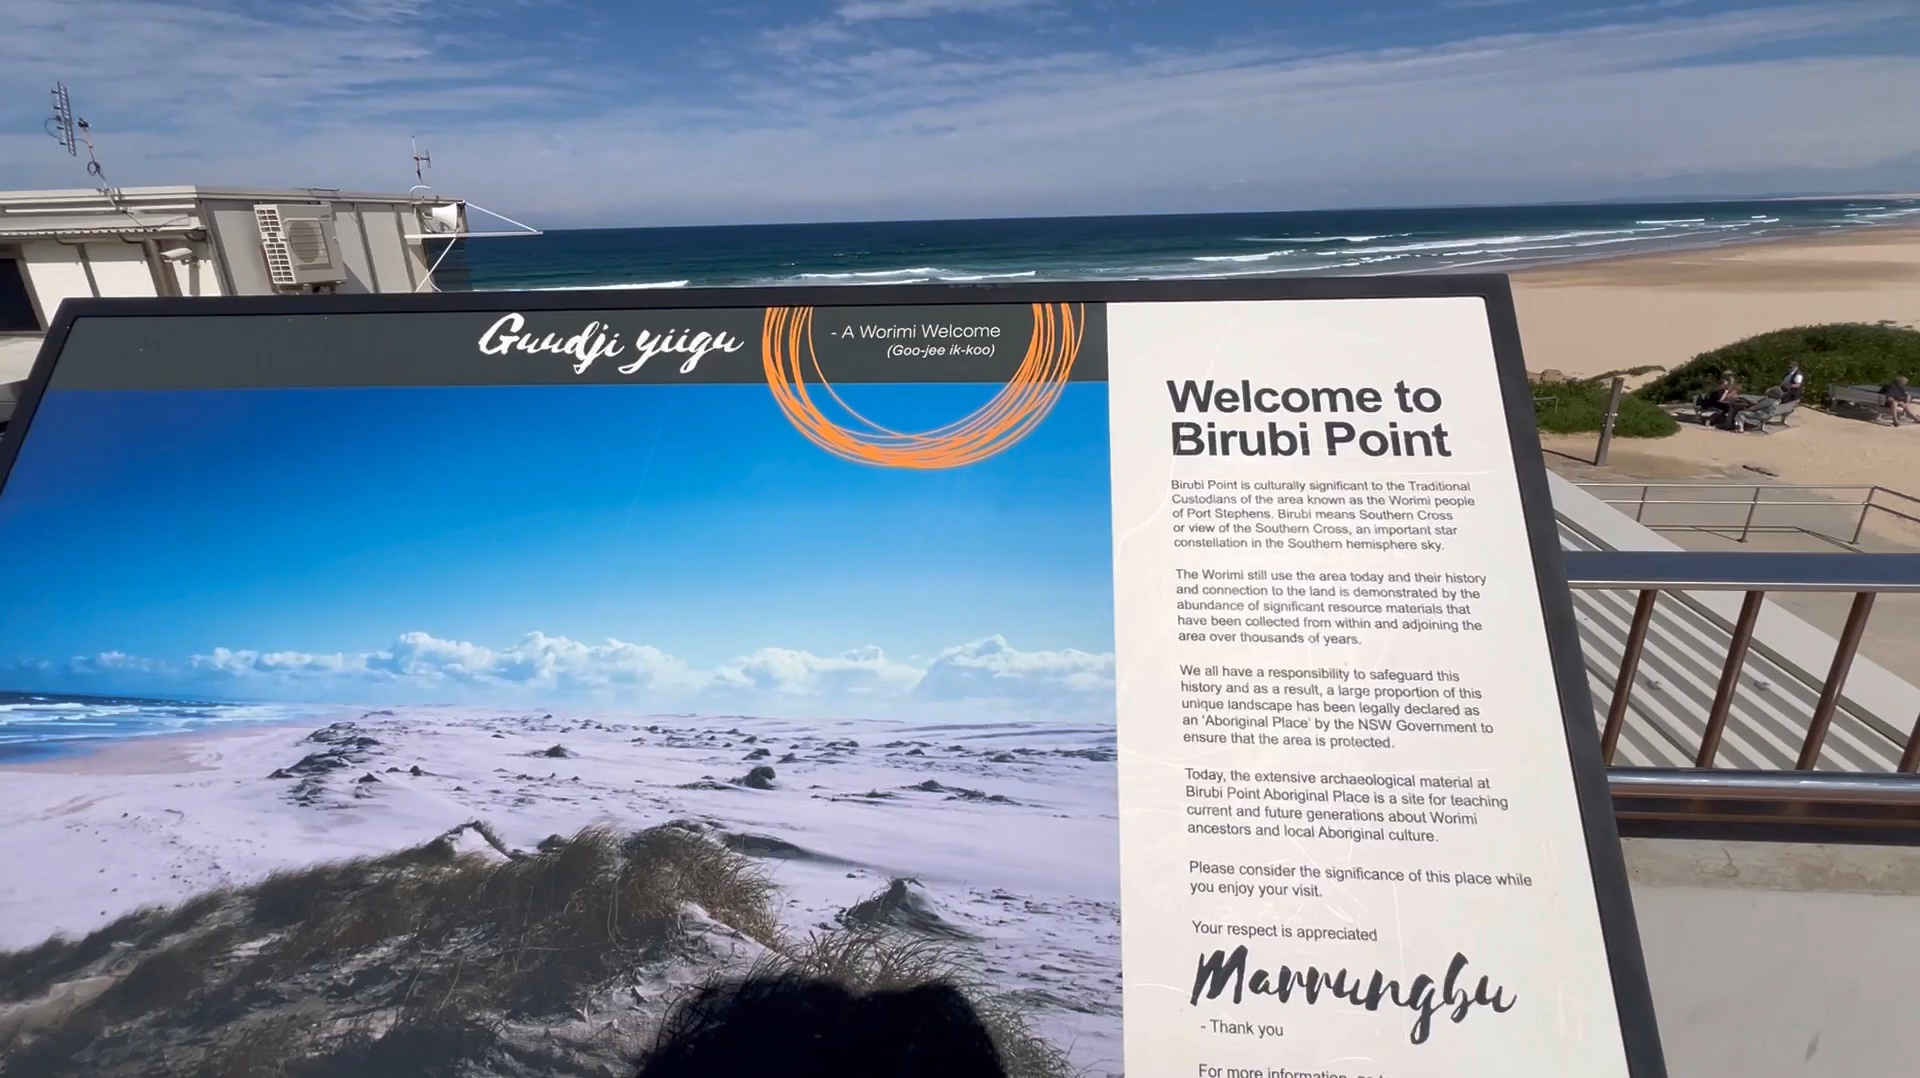 Guudji yiigu
- A Worimi Welcome
(Goo-jee ik-koo)
Welcome to
Birubi Point
Birubi Point is culturally significant to the Traditional
Custodians of the area known as the Worimi people
of Port Stephens. Birubi means Southern Cross
or view of the Southern Cross, an important star
constellation in the Southern hemisphere sky.
The Worimi still use the area today and their history
and connection to the land is demonstrated by the
abundance of significant resource materials that
have been collected from within and adjoining the
area over thousands of years.
We all have a responsibility to safeguard this
history and as a result, a large proportion of this
unique landscape has been legally declared as
an 'Aboriginal Place' by the NSW Government to
ensure that the area is protected.
Today, the extensive archaeological material at
Birubi Point Aboriginal Place is a site for teaching
current and future generations about Worimi
ancestors and local Aboriginal culture.
Please consider the significance of this place while
you enjoy your visit.
Your respect is appreciated
Marrungbu
- Thank you
For more information